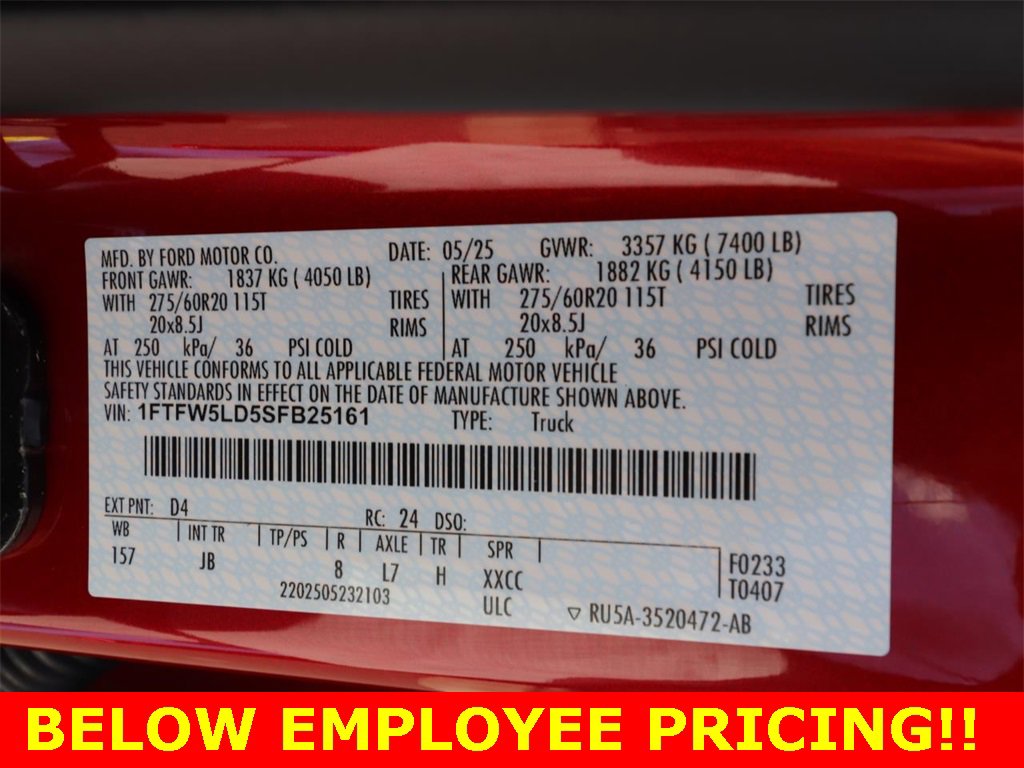 MFD. BY FORD MOTOR CO. DATE: 05/25 GVWR: 3357 KG ( 7400 LB)
FRONT GAWR: 1837 KG ( 4050 LB) REAR GAWR: 1882 KG ( 4150 LB)
WITH 275/60R20 115T TIRES WITH 275/60R20 115T TIRES
20x8.5J RIMS 20x8.5J RIMS
AT 250 kPa/ 36 PSI COLD AT 250 kPa/ 36 PSI COLD
THIS VEHICLE CONFORMS TO ALL APPLICABLE FEDERAL MOTOR VEHICLE
SAFETY STANDARDS IN EFFECT ON THE DATE OF MANUFACTURE SHOWN ABOVE.
VIN: 1FTFW5LD5SFB25161 TYPE: Truck
EXT PNT: D4 RC: 24 DSO:
WB INT TR TP/PS R AXLE TR SPR F0233
157 JB 8 L7 H XXCC T0407
2202505232103 ULC RU5A-3520472-AB
BELOW EMPLOYEE PRICING!!